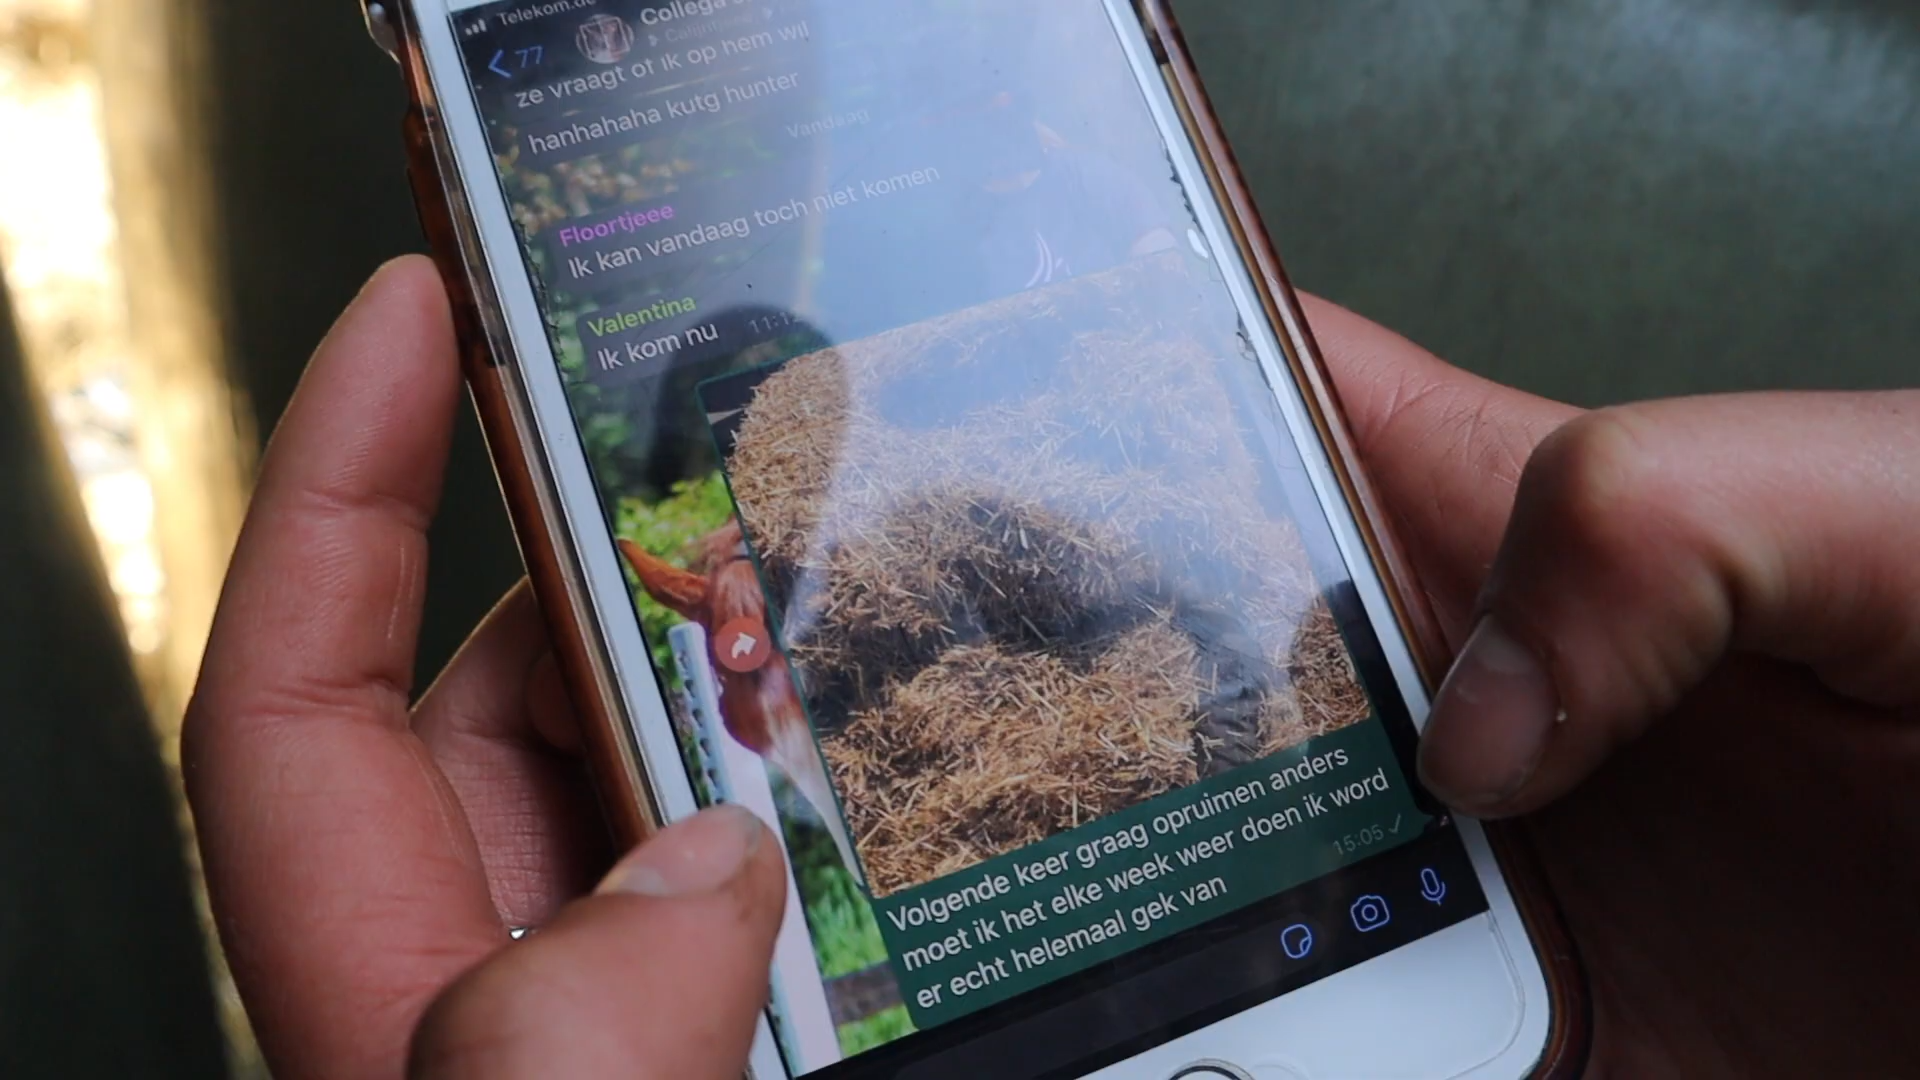 Telekom.de
77
Collega
ze vraagt of ik op hem wil
hanhahaha kutg hunter
Vandaag
Floortjeee
Ik kan vandaag toch niet komen
Valentina
Ik kom nu
Volgende keer graag opruimen anders
moet ik het elke week weer doen ik word
er echt helemaal gek van
15:05